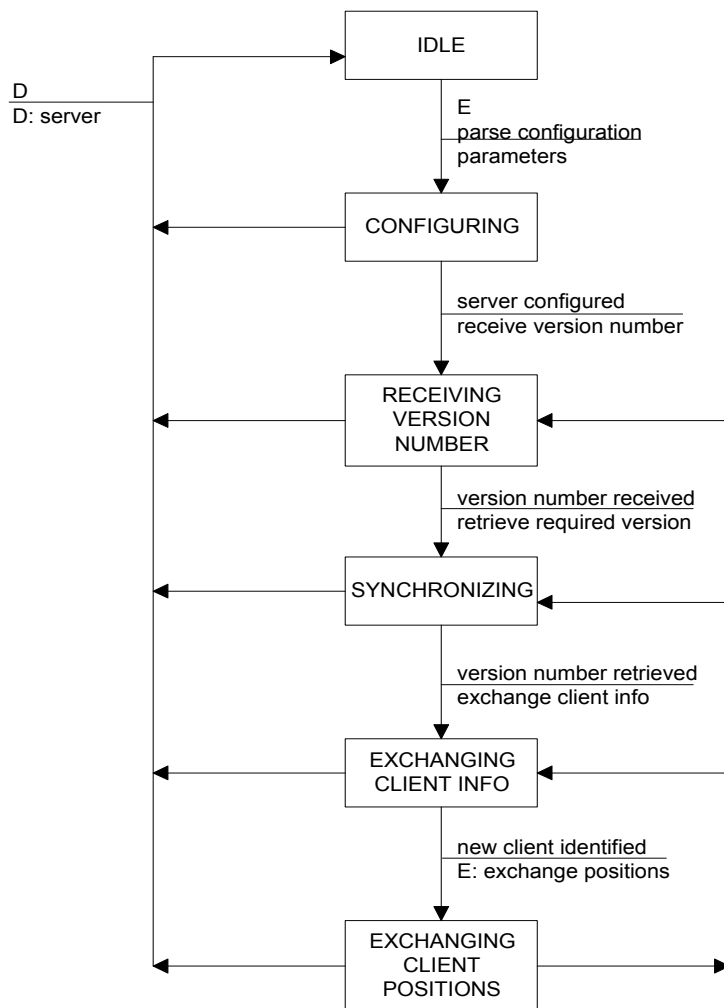 IDLE
D
D: server
E
parse configuration
parameters
CONFIGURING
server configured
receive version number
RECEIVING
VERSION
NUMBER
version number received
retrieve required version
SYNCHRONIZING
version number retrieved
exchange client info
EXCHANGING
CLIENT INFO
new client identified
E: exchange positions
EXCHANGING
CLIENT
POSITIONS